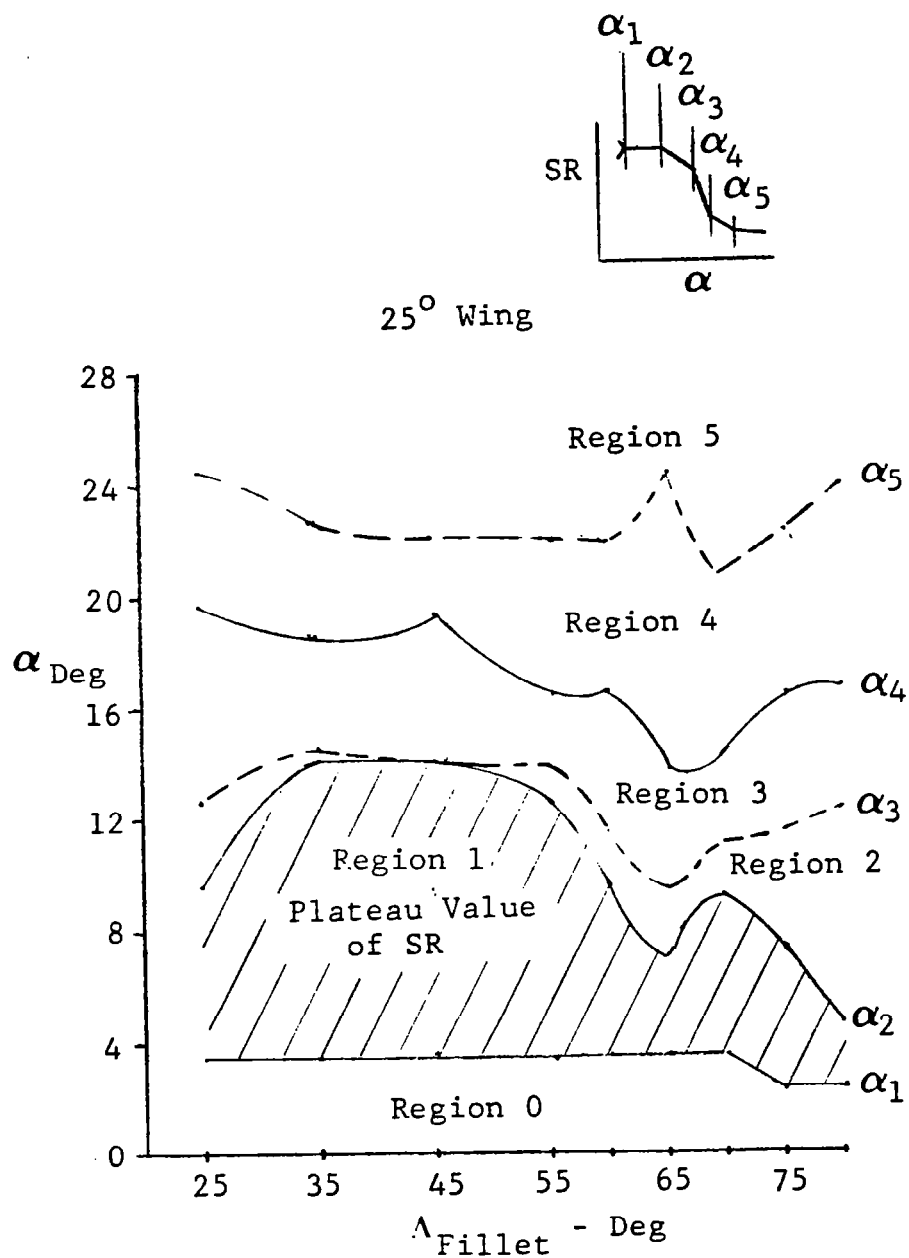 α1
α2
α3
α4
α5
SR
α
25° Wing
28
24
20
16
12
8
4
0
α Deg
Region 5
α5
Region 4
α4
Region 3
α3
Region 2
Region 1
Plateau Value
of SR
α2
α1
Region 0
25 35 45 55 65 75
Λ Fillet - Deg